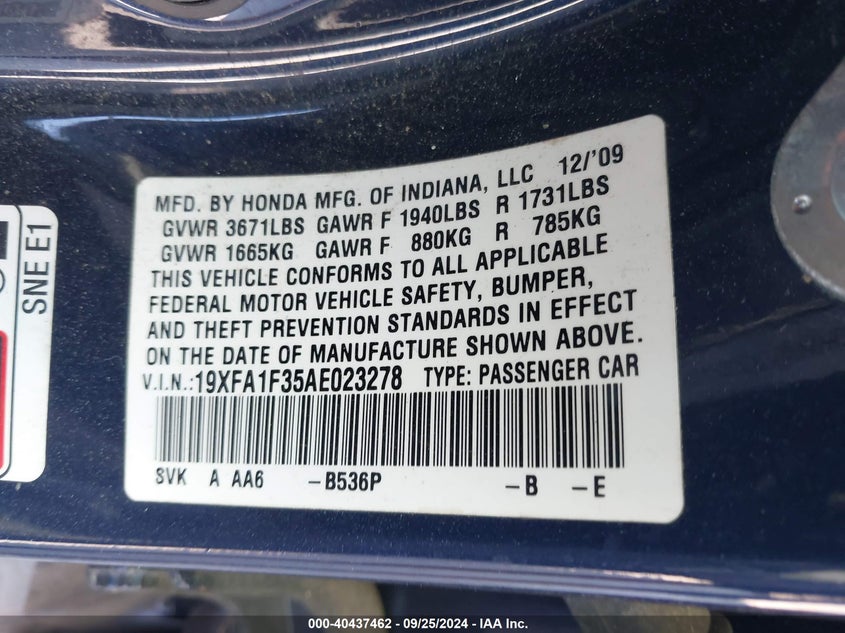 MFD. BY HONDA MFG. OF INDIANA, LLC 12/'09
GVWR 3671LBS GAWR F 1940LBS R 1731LBS
GVWR 1665KG GAWR F 880KG R 785KG
THIS VEHICLE CONFORMS TO ALL APPLICABLE
FEDERAL MOTOR VEHICLE SAFETY, BUMPER,
AND THEFT PREVENTION STANDARDS IN EFFECT
ON THE DATE OF MANUFACTURE SHOWN ABOVE.
V.I.N.:19XFA1F35AE023278 TYPE: PASSENGER CAR
SVK A AA6 -B536P -B -E
SNE E1
000-40437462 - 09/25/2024 - IAA Inc.